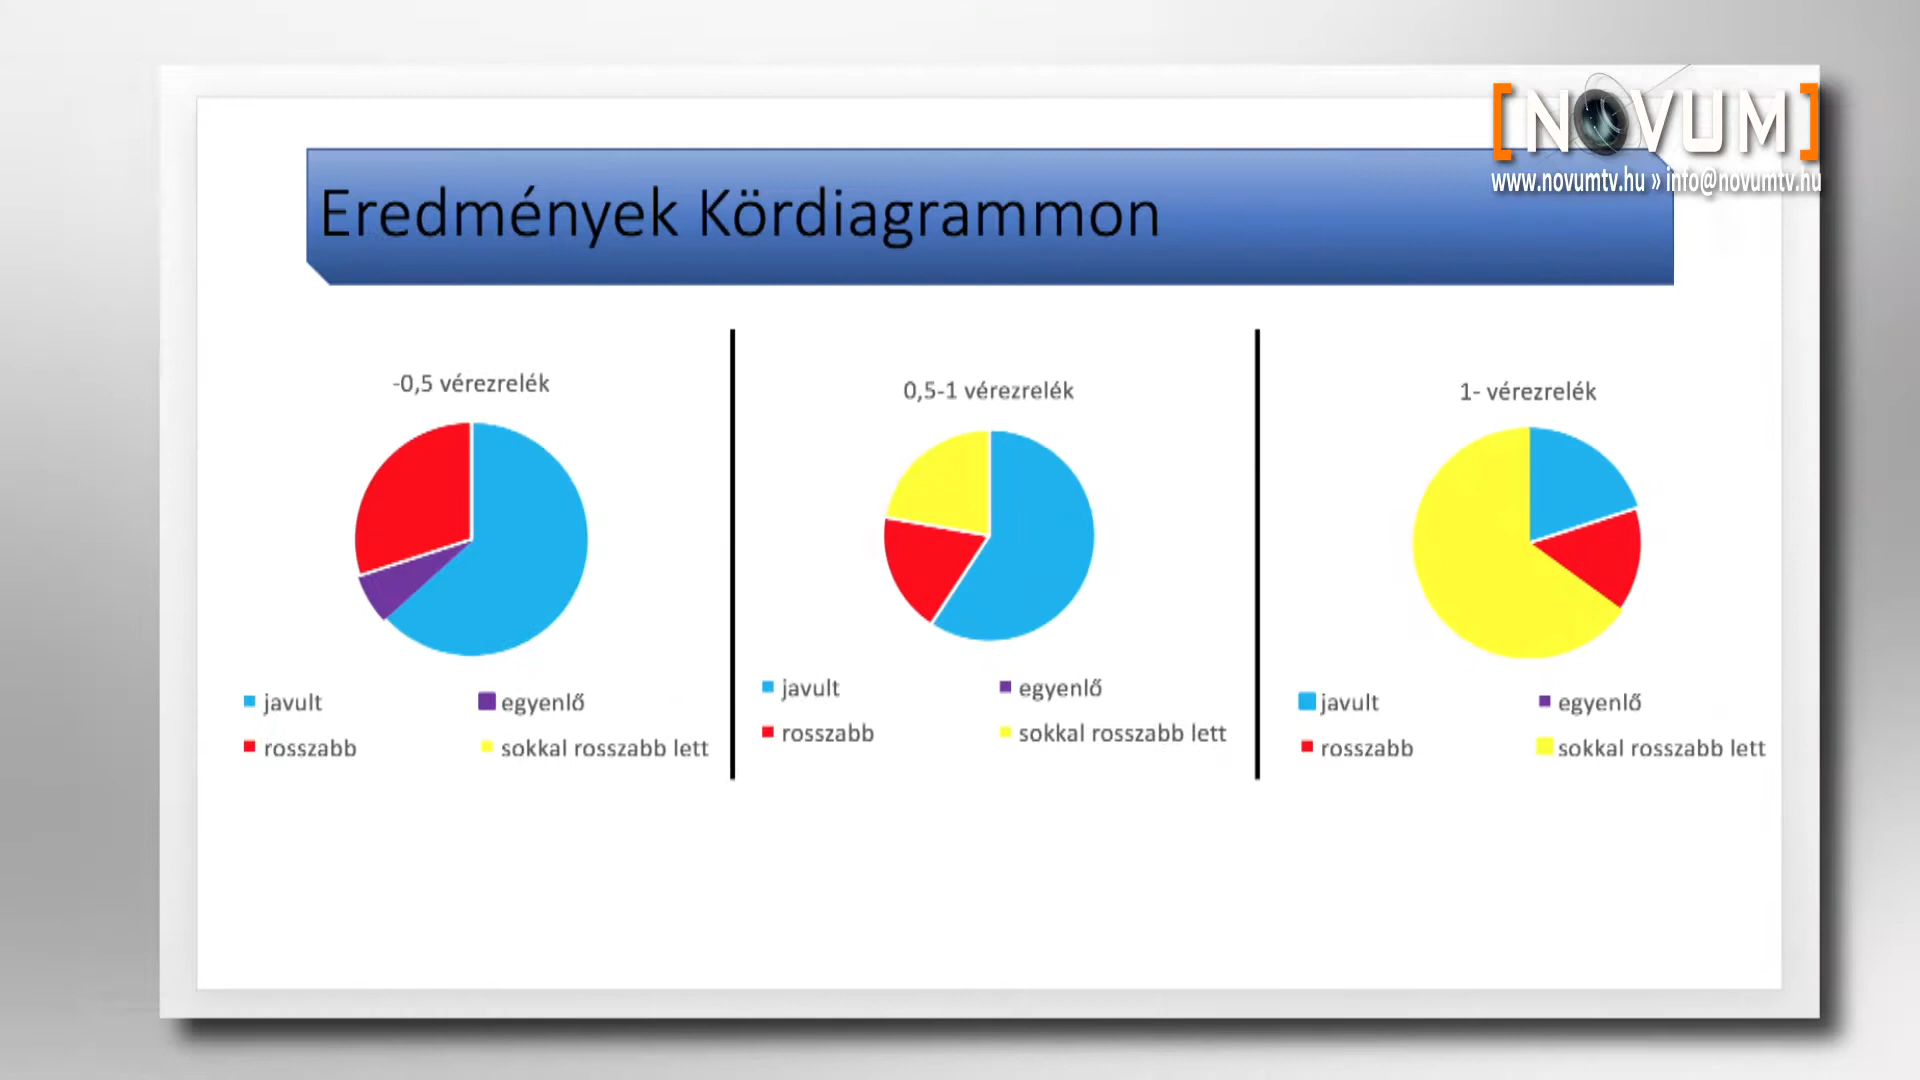 [NOVUM]
www.novumtv.hu » info@novumtv.hu
Eredmények Kördiagrammon
-0,5 vérezrelék
javult
egyenlő
rosszabb
sokkal rosszabb lett
0,5-1 vérezrelék
javult
egyenlő
rosszabb
sokkal rosszabb lett
1- vérezrelék
javult
egyenlő
rosszabb
sokkal rosszabb lett